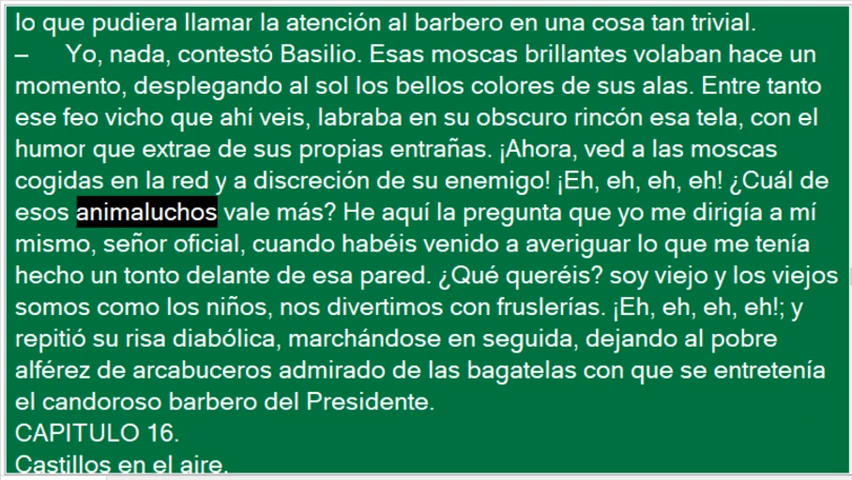 lo que pudiera llamar la atención al barbero en una cosa tan trivial.
– Yo, nada, contestó Basilio. Esas moscas brillantes volaban hace un
momento, desplegando al sol los bellos colores de sus alas. Entre tanto
ese feo vicho que ahí veis, labraba en su obscuro rincón esa tela, con el
humor que extrae de sus propias entrañas. ¡Ahora, ved a las moscas
cogidas en la red y a discreción de su enemigo! ¡Eh, eh, eh, eh! ¿Cuál de
esos animaluchos vale más? He aquí la pregunta que yo me dirigía a mí
mismo, señor oficial, cuando habéis venido a averiguar lo que me tenía
hecho un tonto delante de esa pared. ¿Qué queréis? soy viejo y los viejos
somos como los niños, nos divertimos con fruslerías. ¡Eh, eh, eh, eh!; y
repitió su risa diabólica, marchándose en seguida, dejando al pobre
alférez de arcabuceros admirado de las bagatelas con que se entretenía
el candoroso barbero del Presidente.
CAPITULO 16.
Castillos en el aire.